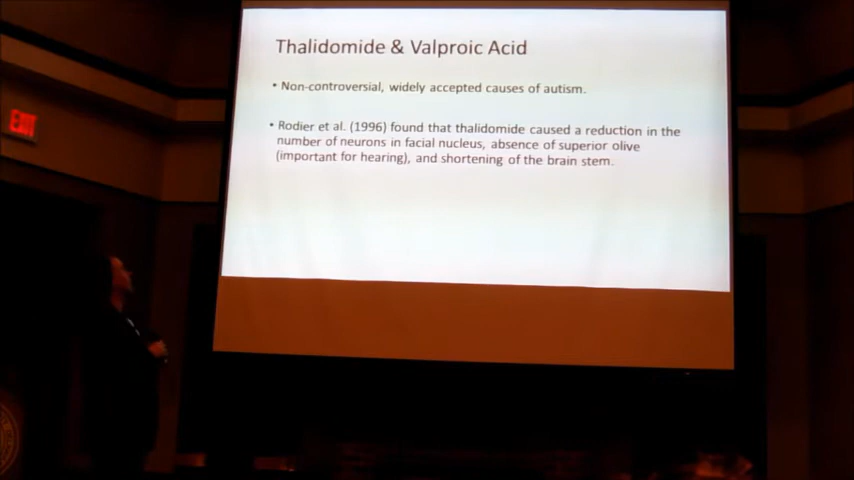 Thalidomide & Valproic Acid
• Non-controversial, widely accepted causes of autism.
• Rodier et al. (1996) found that thalidomide caused a reduction in the
number of neurons in facial nucleus, absence of superior olive
(important for hearing), and shortening of the brain stem.
EXIT